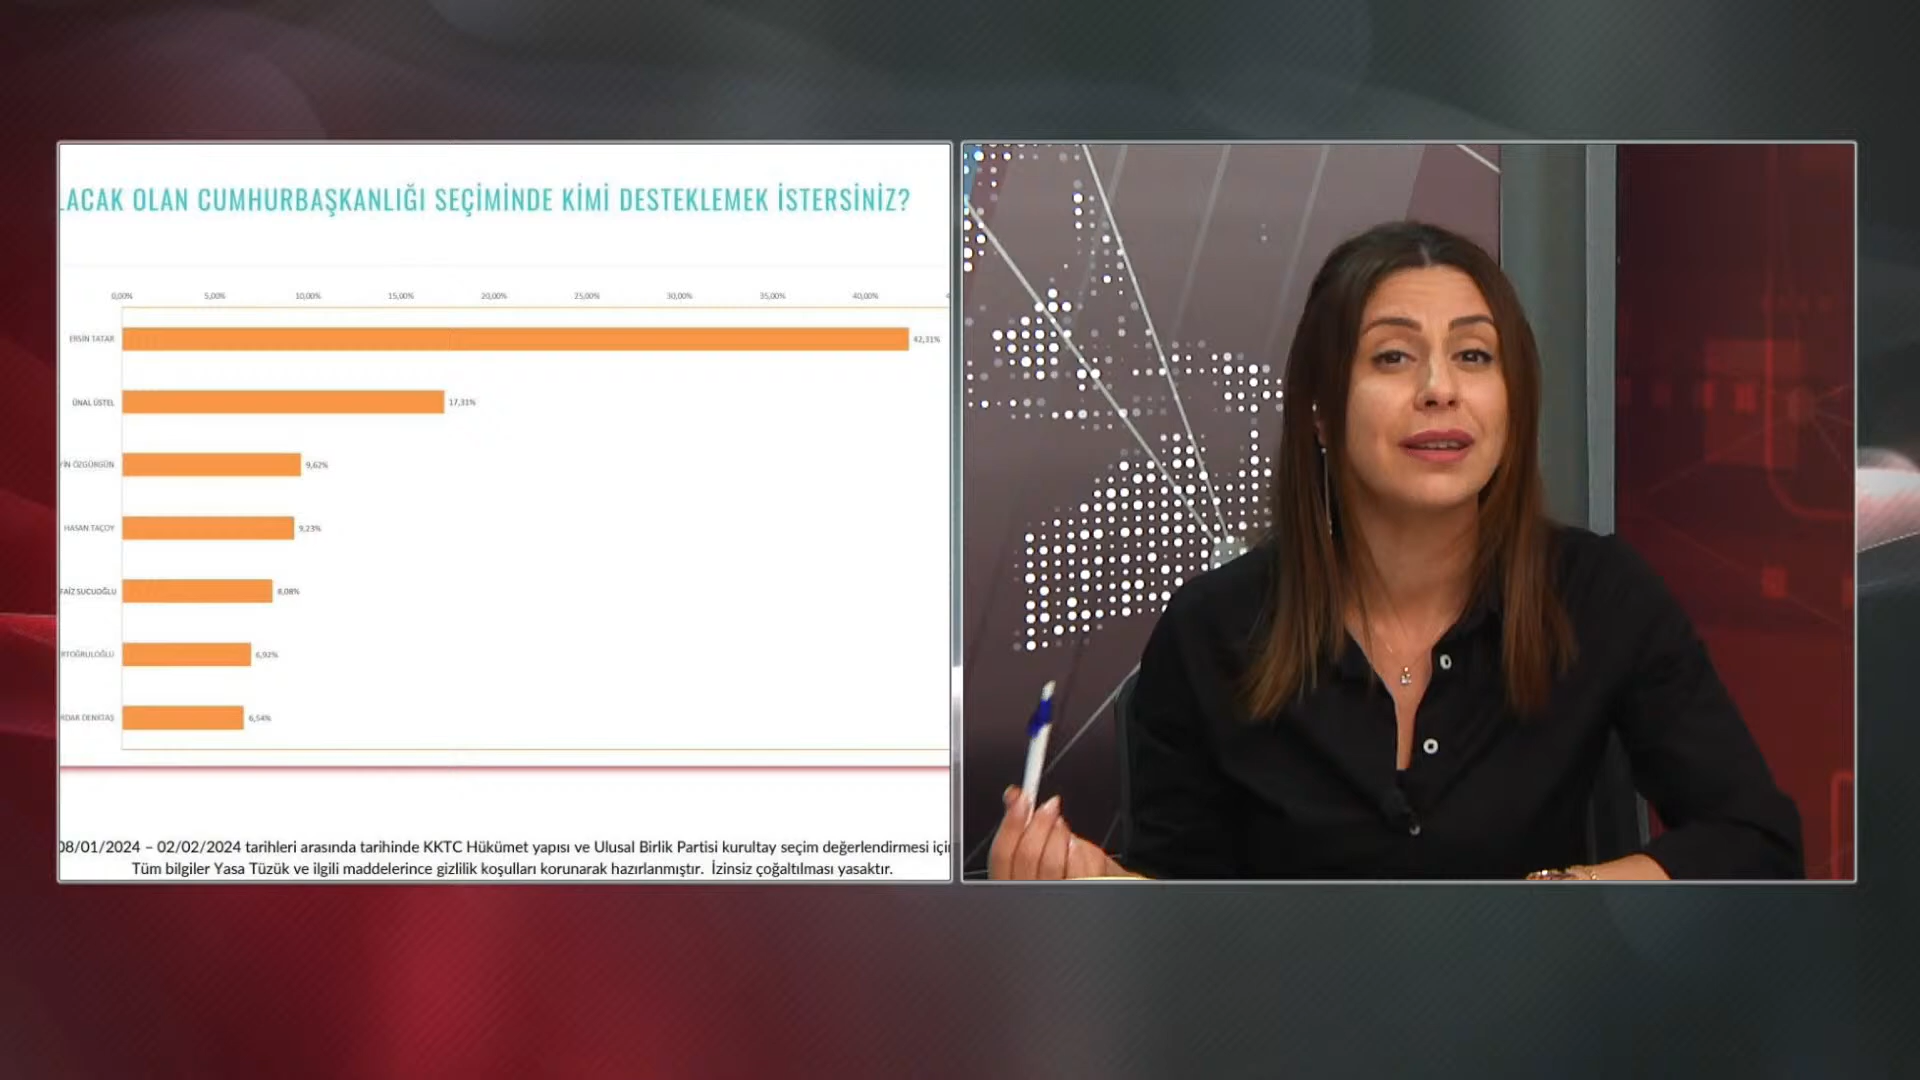 LACAK OLAN CUMHURBAŞKANLIĞI SEÇİMİNDE KİMİ DESTEKLEMEK İSTERSİNİZ?
0,00% 5,00% 10,00% 15,00% 20,00% 25,00% 30,00% 35,00% 40,00% 4
ERSİN TATAR 42,31%
ÜNAL ÜSTEL 17,31%
YİN ÖZGÜRGÜN 9,62%
HASAN TAÇOY 9,23%
FAİZ SUCUOĞLU 8,08%
RTOĞRULOĞLU 6,92%
RDAR DENKTAŞ 6,54%
08/01/2024 – 02/02/2024 tarihleri arasında tarihinde KKTC Hükümet yapısı ve Ulusal Birlik Partisi kurultay seçim değerlendirmesi için
Tüm bilgiler Yasa Tüzük ve ilgili maddelerince gizlilik koşulları korunarak hazırlanmıştır. İzinsiz çoğaltılması yasaktır.